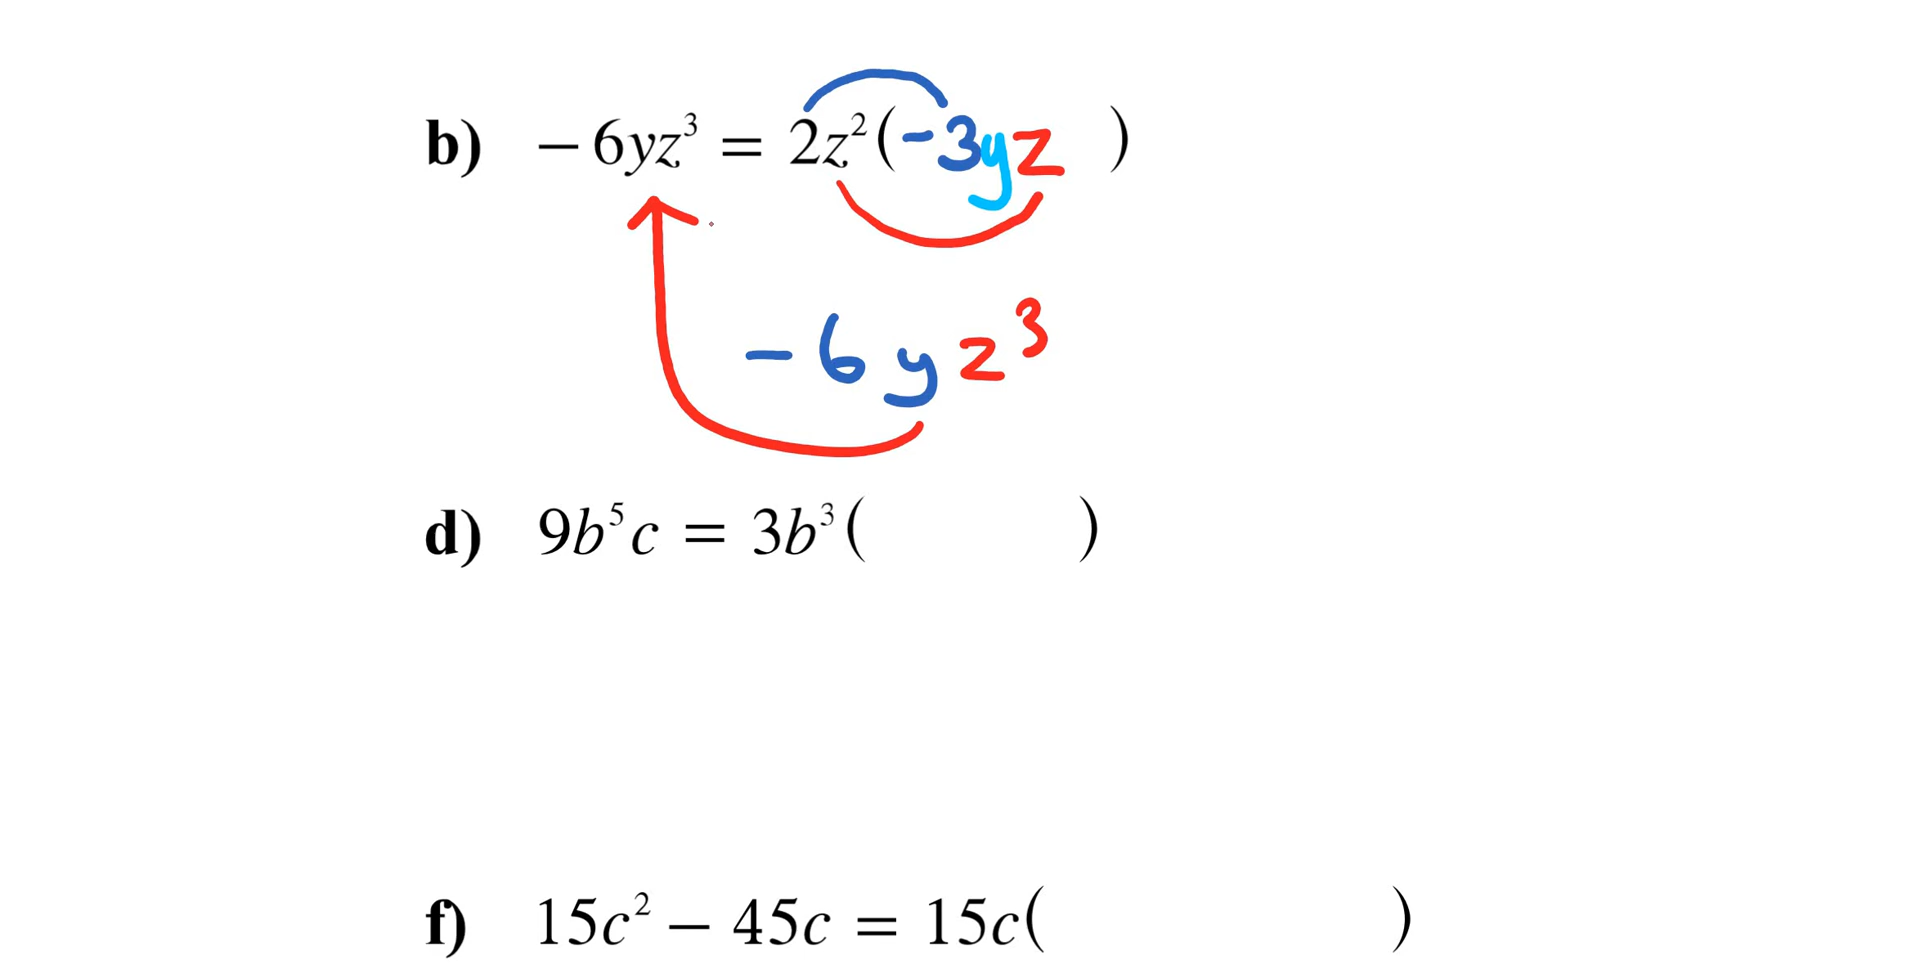 b) −6yz³ = 2z²(-3yz)
-6yz³
d) 9b⁵c = 3b³( )
f) 15c² − 45c = 15c( )